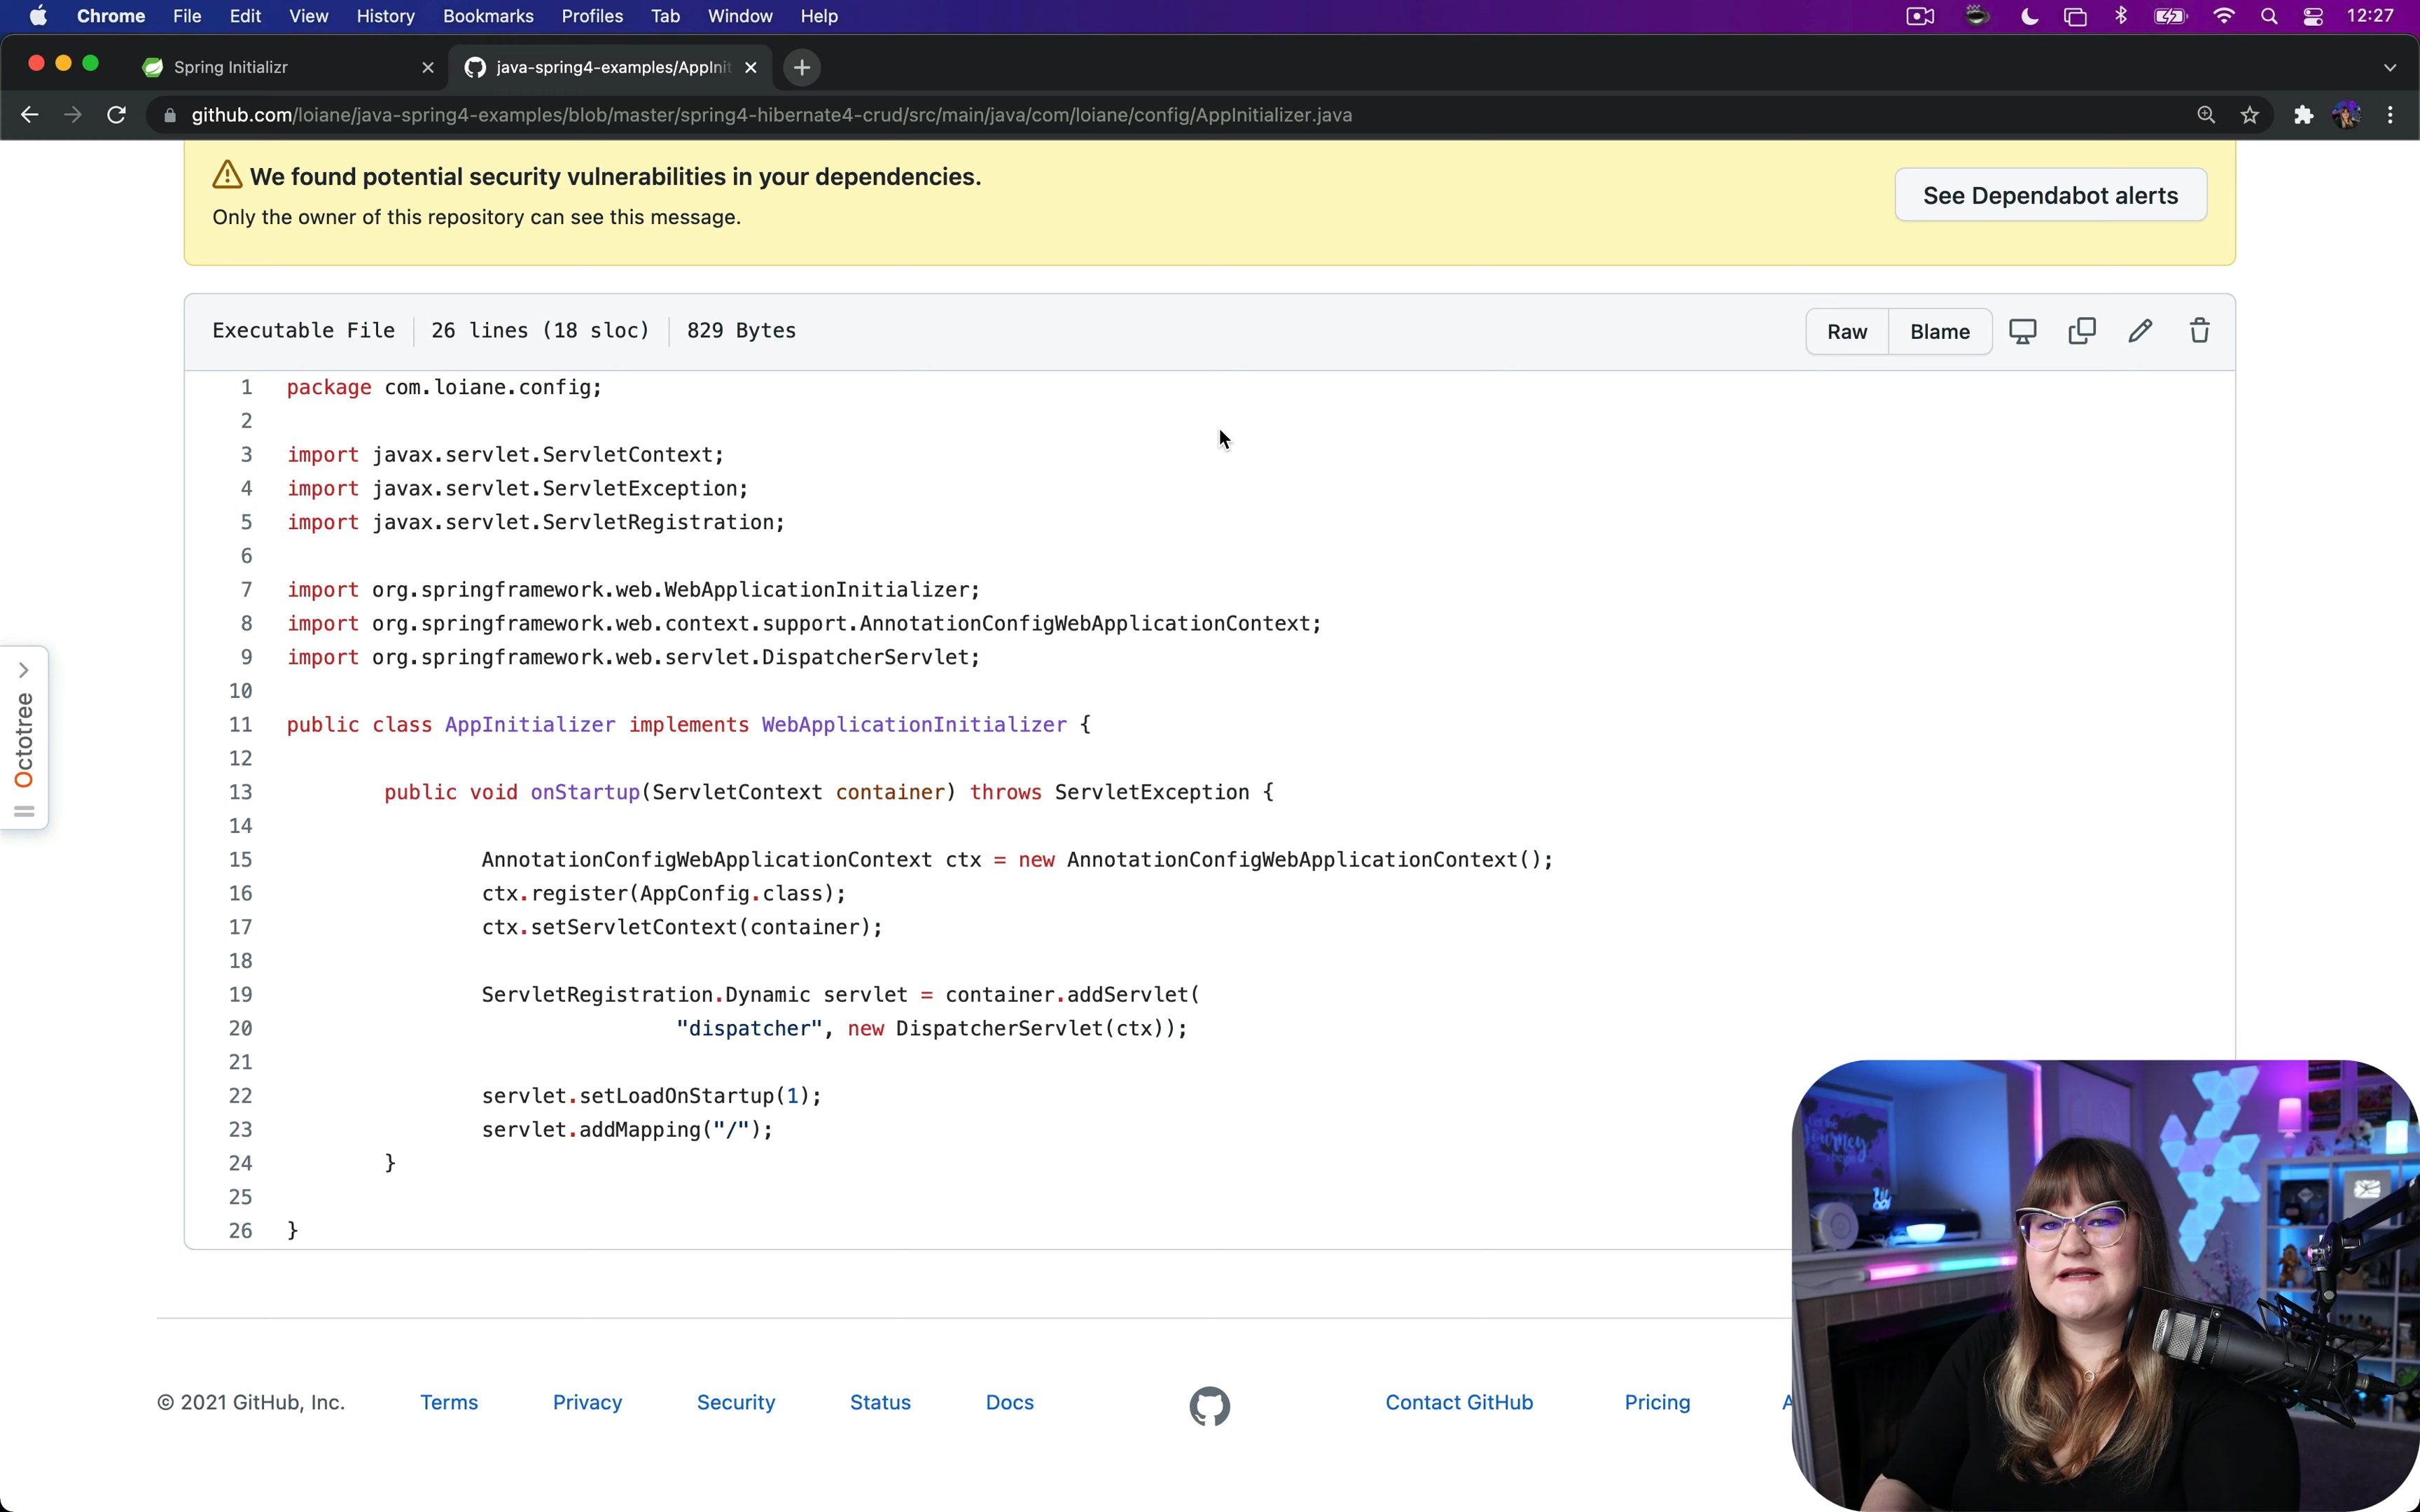 Chrome File Edit View History Bookmarks Profiles Tab Window Help 12:27
Spring Initializr java-spring4-examples/AppInit
github.com/loiane/java-spring4-examples/blob/master/spring4-hibernate4-crud/src/main/java/com/loiane/config/AppInitializer.java
We found potential security vulnerabilities in your dependencies.
Only the owner of this repository can see this message.
See Dependabot alerts
Executable File 26 lines (18 sloc) 829 Bytes Raw Blame
1 package com.loiane.config;
2
3 import javax.servlet.ServletContext;
4 import javax.servlet.ServletException;
5 import javax.servlet.ServletRegistration;
6
7 import org.springframework.web.WebApplicationInitializer;
8 import org.springframework.web.context.support.AnnotationConfigWebApplicationContext;
9 import org.springframework.web.servlet.DispatcherServlet;
10
11 public class AppInitializer implements WebApplicationInitializer {
12
13 public void onStartup(ServletContext container) throws ServletException {
14
15 AnnotationConfigWebApplicationContext ctx = new AnnotationConfigWebApplicationContext();
16 ctx.register(AppConfig.class);
17 ctx.setServletContext(container);
18
19 ServletRegistration.Dynamic servlet = container.addServlet(
20 "dispatcher", new DispatcherServlet(ctx));
21
22 servlet.setLoadOnStartup(1);
23 servlet.addMapping("/");
24 }
25
26 }
Octotree
© 2021 GitHub, Inc. Terms Privacy Security Status Docs Contact GitHub Pricing
Journey